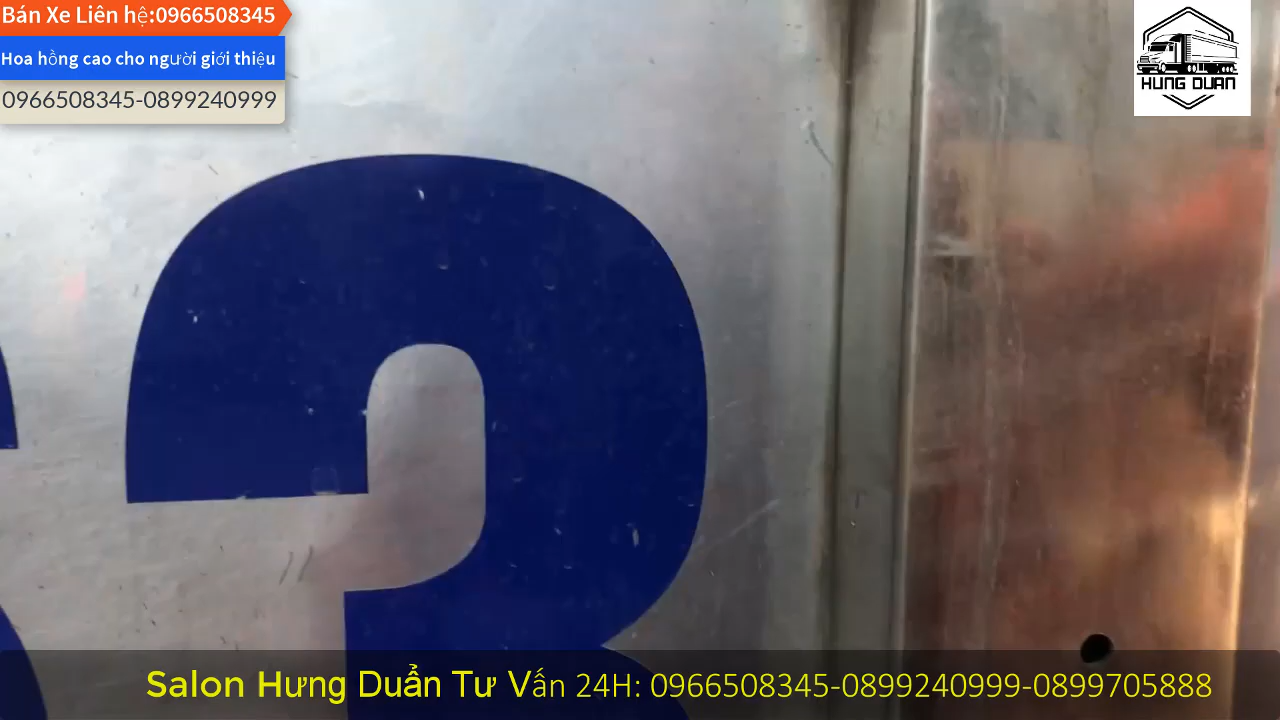 Bán Xe Liên hệ:0966508345
Hoa hồng cao cho người giới thiệu
0966508345-0899240999
HUNG DUAN
3
Salon Hưng Duẩn Tư Vấn 24H: 0966508345-0899240999-0899705888